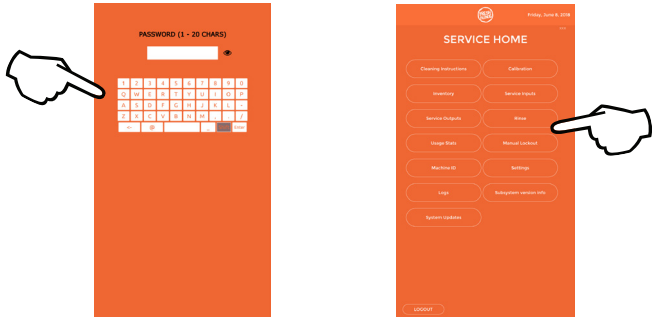 PASSWORD (1 - 20 CHARS)
1 2 3 4 5 6 7 8 9 0
Q W E R T Y U I O P
A S D F G H J K L -
Z X C V B N M . /
<- @ , Enter
Friday, June 8, 2018
SERVICE HOME
Cleaning Instructions Calibration
Inventory Service Inputs
Service Outputs Rinse
Usage Stats Manual Lockout
Machine ID Settings
Logs Subsystem version info
System Updates
LOGOUT